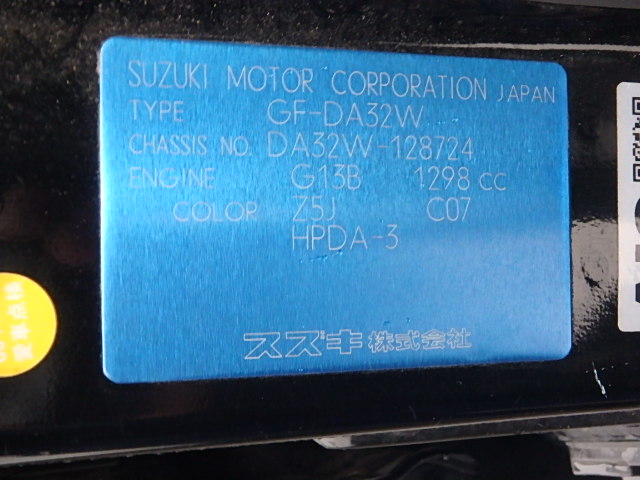 SUZUKI MOTOR CORPORATION JAPAN
TYPE GF-DA32W
CHASSIS NO. DA32W-128724
ENGINE G13B 1298 cc
COLOR Z5J C07
HPDA-3
スズキ株式会社